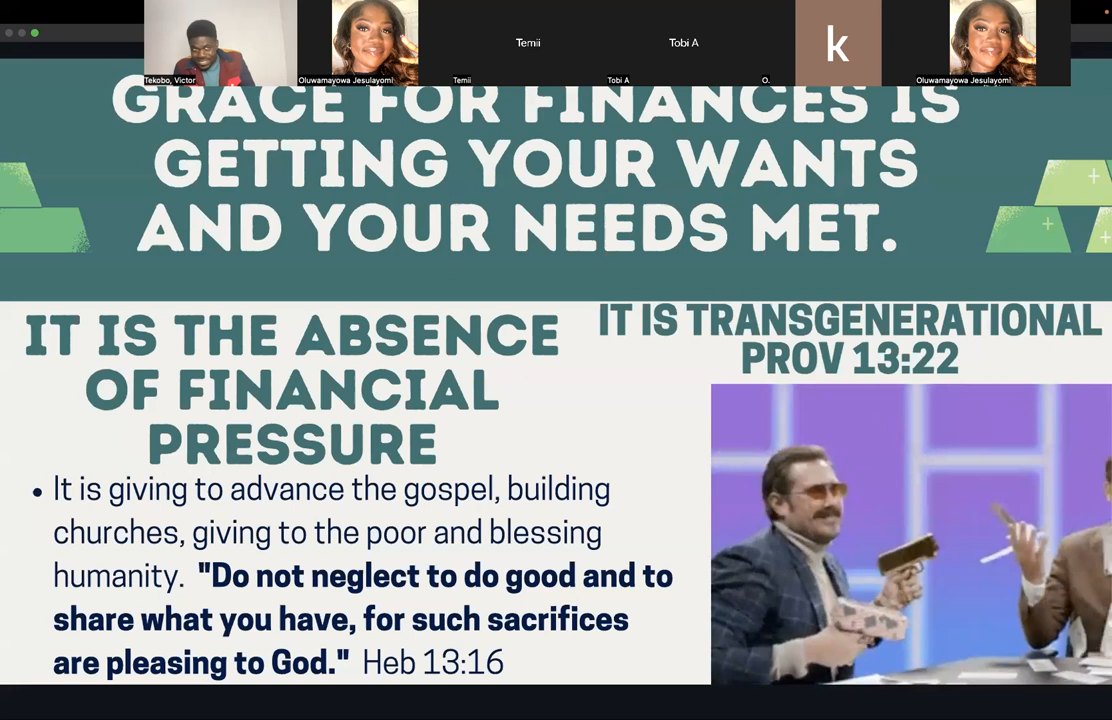 Temii
Tobi A
k
Tekobo, Victor
Oluwamayowa Jesulayomi
Temii
Tobi A
O.
Oluwamayowa Jesulayomi
GRACE FOR FINANCES IS
GETTING YOUR WANTS
AND YOUR NEEDS MET.
IT IS THE ABSENCE
OF FINANCIAL
PRESSURE
• It is giving to advance the gospel, building
churches, giving to the poor and blessing
humanity. "Do not neglect to do good and to
share what you have, for such sacrifices
are pleasing to God." Heb 13:16
IT IS TRANSGENERATIONAL
PROV 13:22